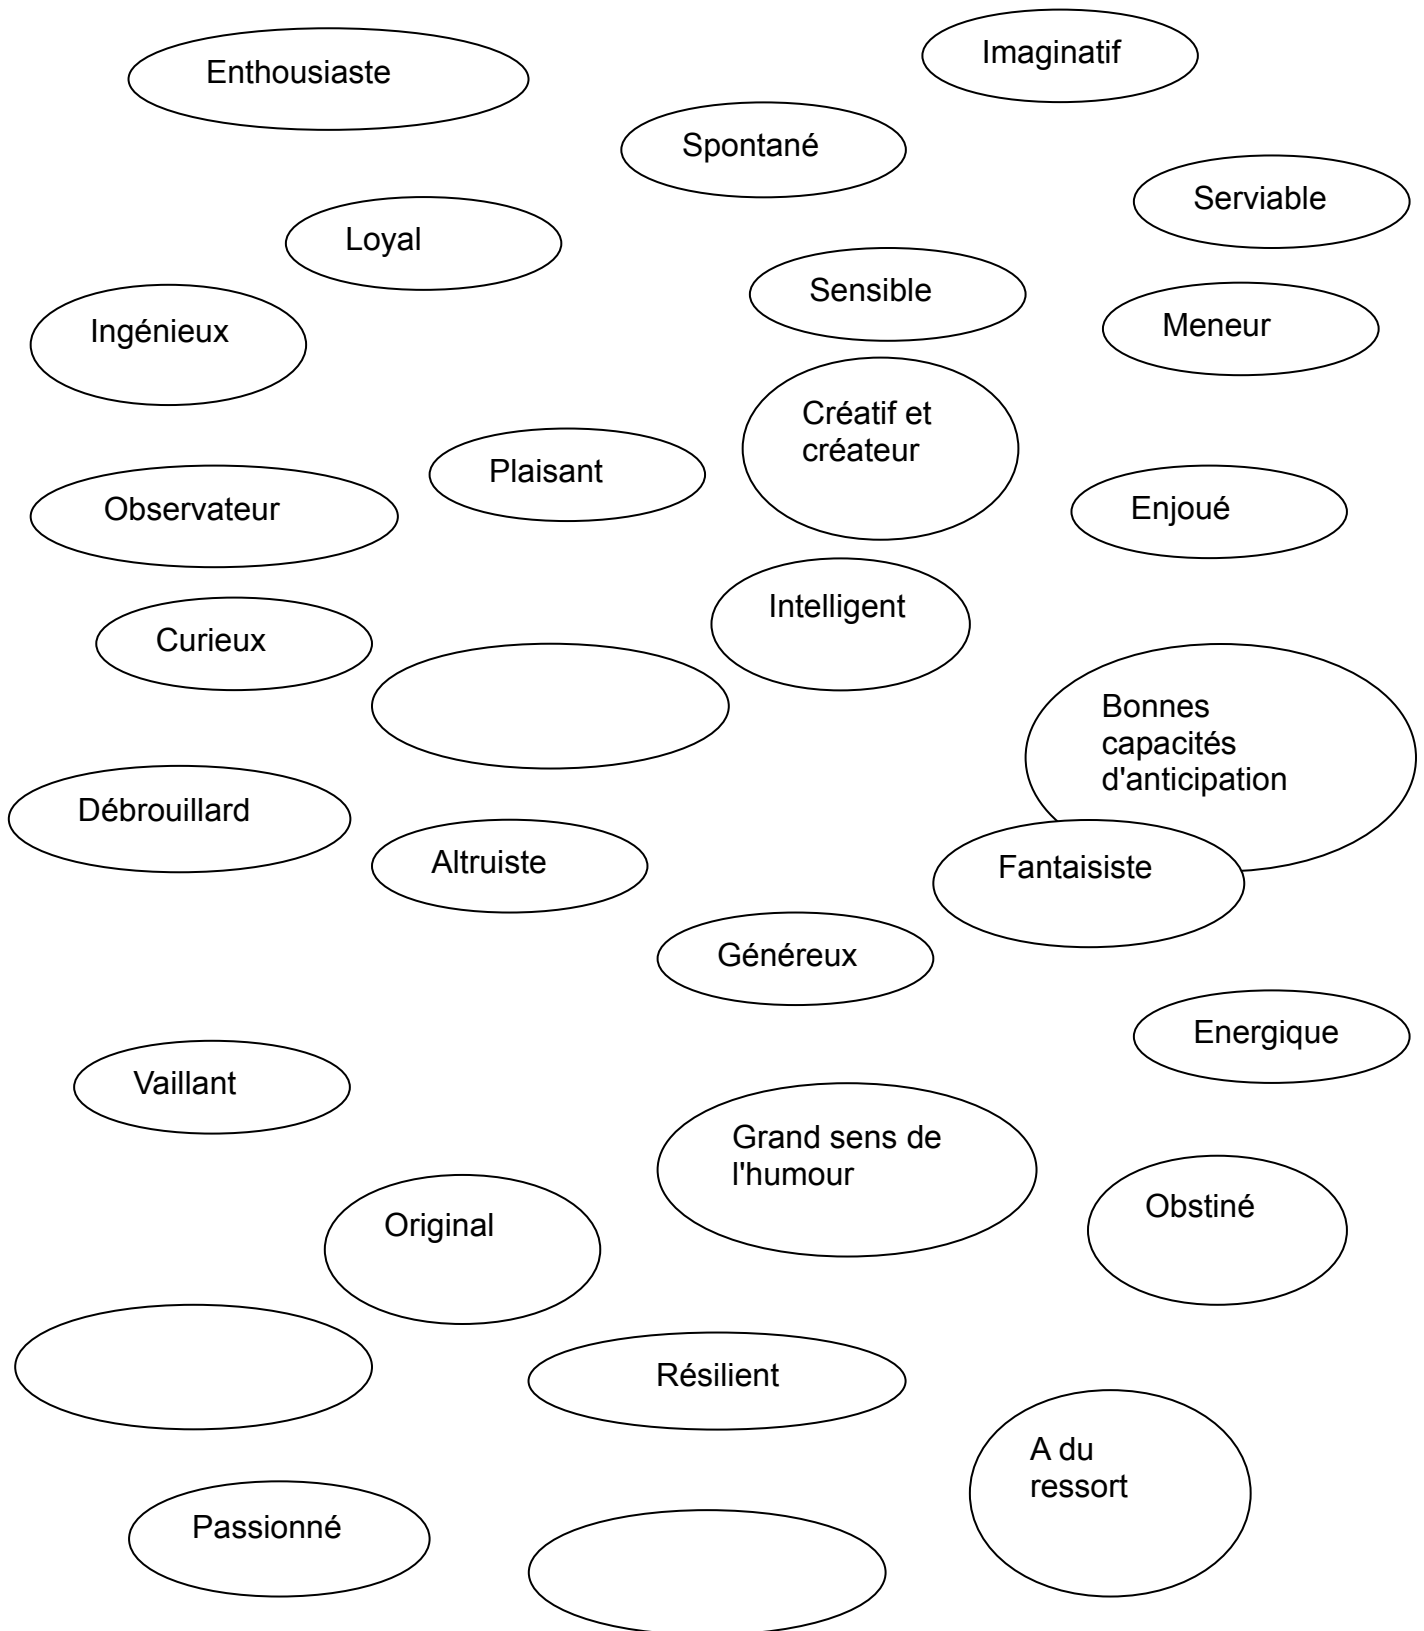 Imaginatif
Enthousiaste
Spontané
Serviable
Loyal
Sensible
Meneur
Ingénieux
Créatif et
créateur
Plaisant
Observateur
Enjoué
Intelligent
Curieux
Bonnes
capacités
d'anticipation
Débrouillard
Altruiste
Fantaisiste
Généreux
Energique
Vaillant
Grand sens de
l'humour
Obstiné
Original
Résilient
A du
ressort
Passionné